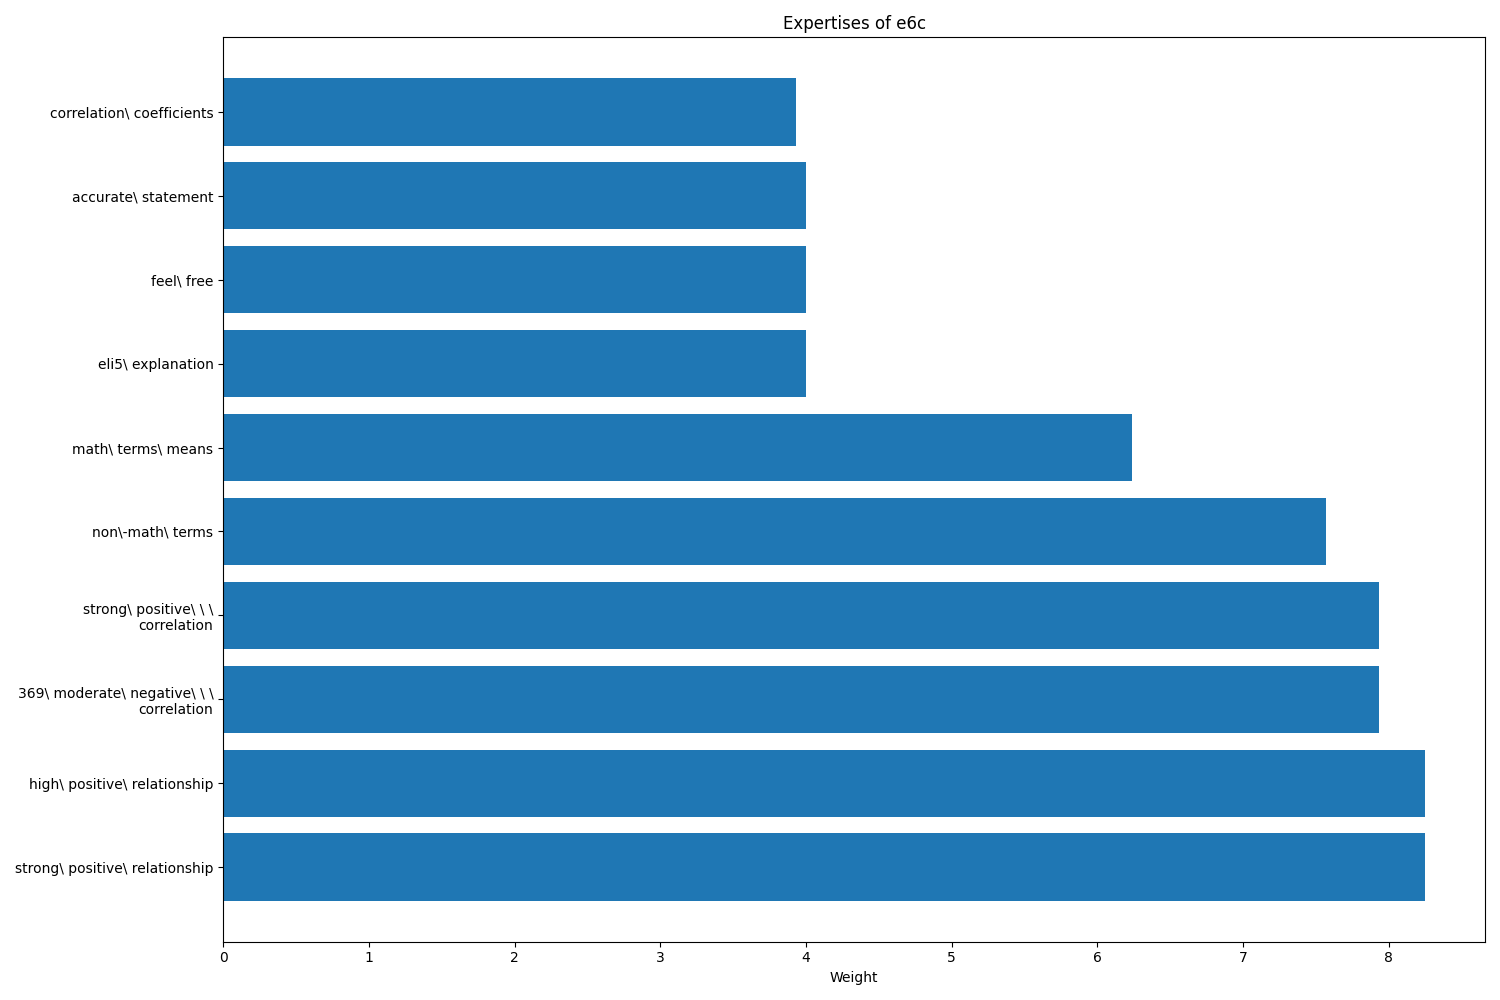 Expertises of e6c
correlation\ coefficients
accurate\ statement
feel\ free
eli5\ explanation
math\ terms\ means
non\-math\ terms
strong\ positive\ \ \
correlation
369\ moderate\ negative\ \ \
correlation
high\ positive\ relationship
strong\ positive\ relationship
0 1 2 3 4 5 6 7 8
Weight